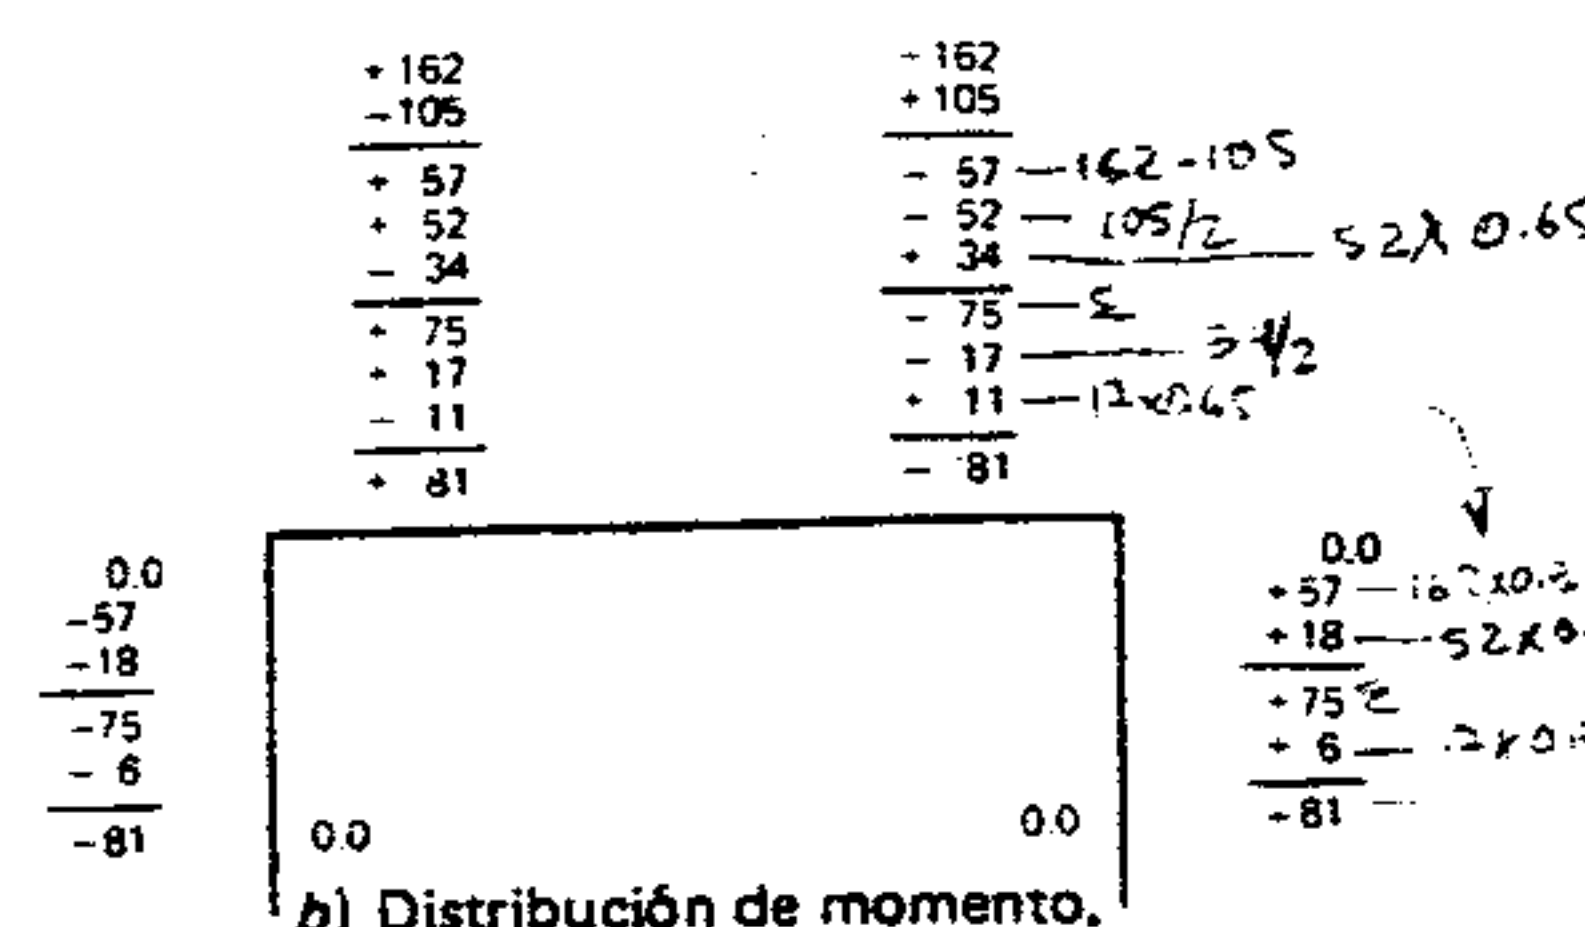 + 162
- 105
+ 57
+ 52
- 34
+ 75
+ 17
- 11
+ 81
- 162
+ 105
- 57 — 162 - 105
- 52 — 105/2
+ 34 — 52 x 0.65
- 75 — Σ
- 17 — 34/2
+ 11 — 17x0.65
- 81
0.0
-57
-18
-75
- 6
-81
0.0
+ 57
+ 18 — 52 x
+ 75 Σ
+ 6
+ 81
0.0
0.0
b) Distribución de momento.